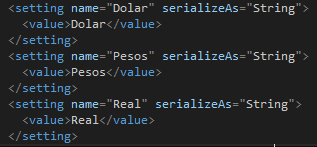 <setting name="Dolar" serializeAs="String">
  <value>Dolar</value>
</setting>
<setting name="Pesos" serializeAs="String">
  <value>Pesos</value>
</setting>
<setting name="Real" serializeAs="String">
  <value>Real</value>
</setting>